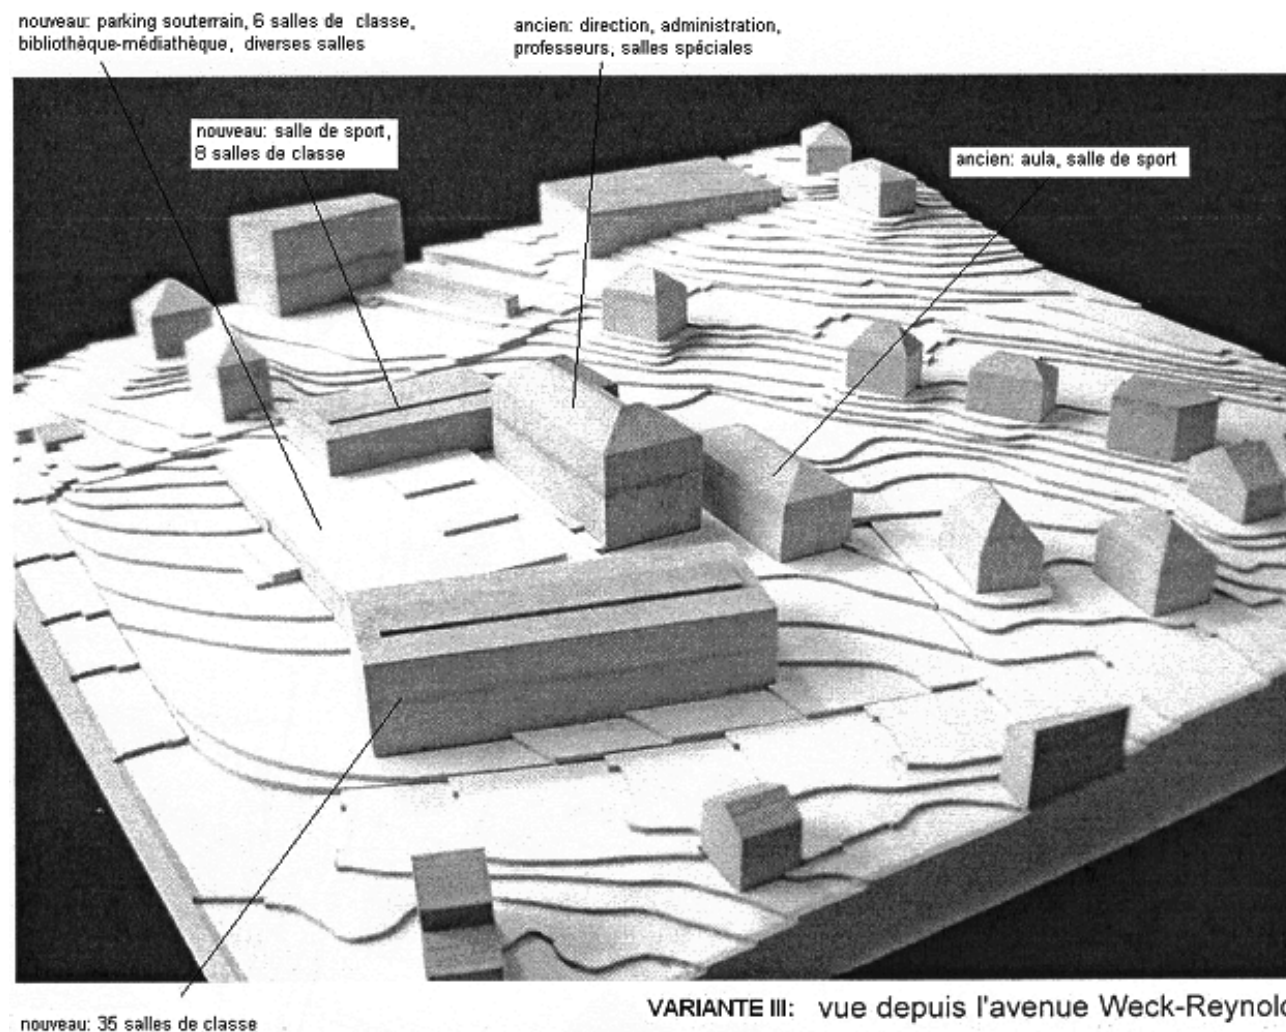 nouveau: parking souterrain, 6 salles de classe,
bibliothèque-médiathèque, diverses salles
ancien: direction, administration,
professeurs, salles spéciales
nouveau: salle de sport,
8 salles de classe
ancien: aula, salle de sport
VARIANTE III: vue depuis l'avenue Weck-Reynold
nouveau: 35 salles de classe